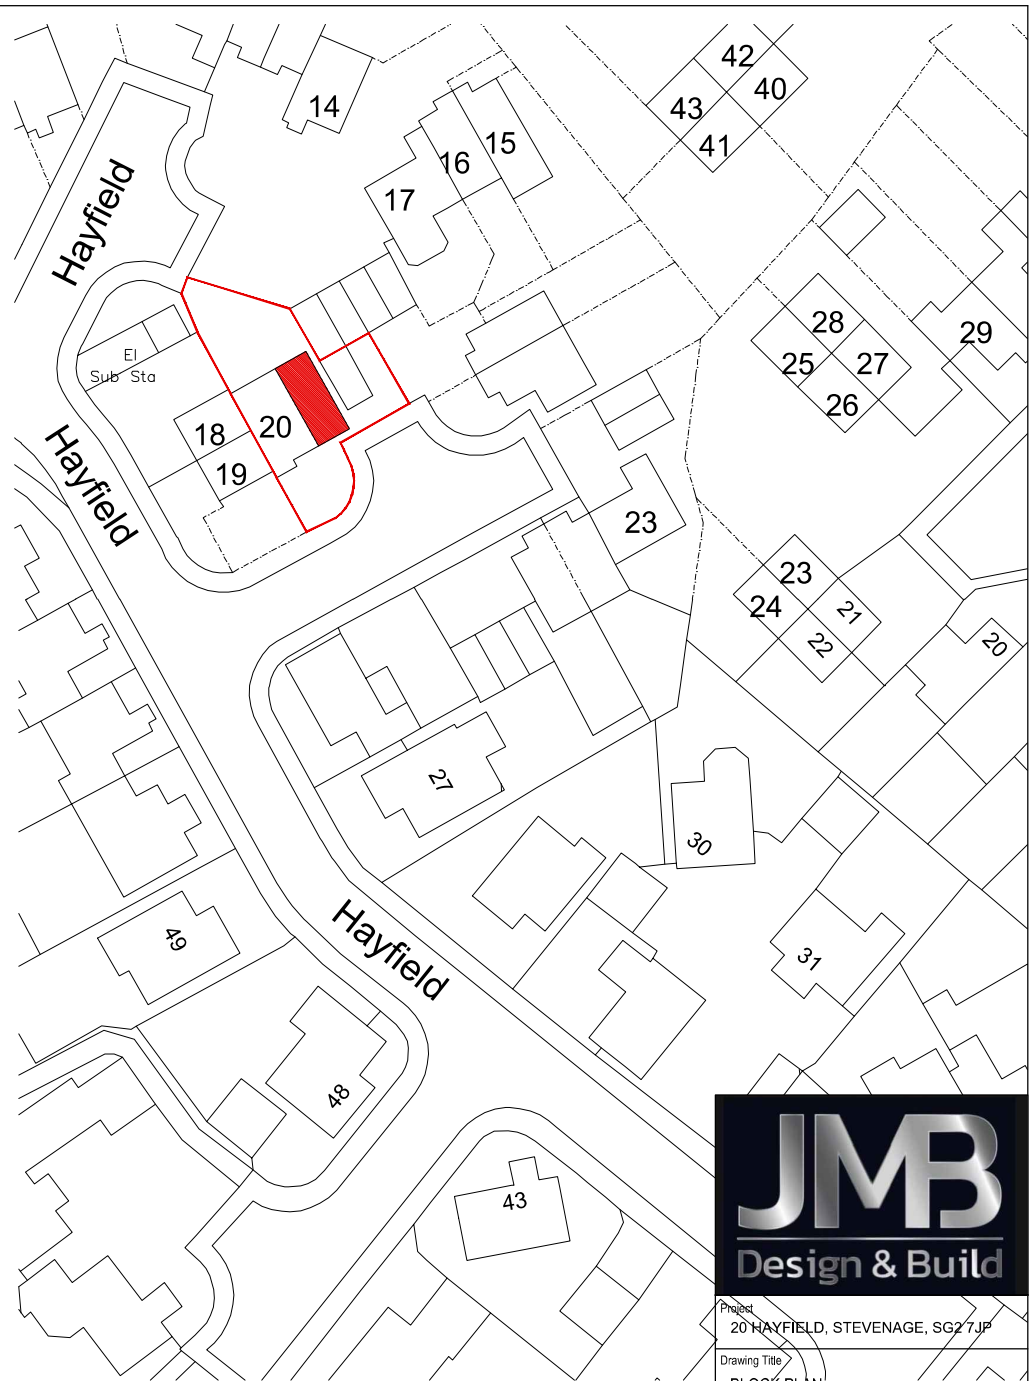 42
40
43
14
41
15
16
17
Hayfield
28
29
25
27
El
Sub Sta
26
20
18
Hayfield
19
23
23
24
21
22
20
27
30
49
31
Hayfield
48
43
JMB
Design & Build
Project
20 HAYFIELD, STEVENAGE, SG2 7JP
Drawing Title
BLOCK PLAN